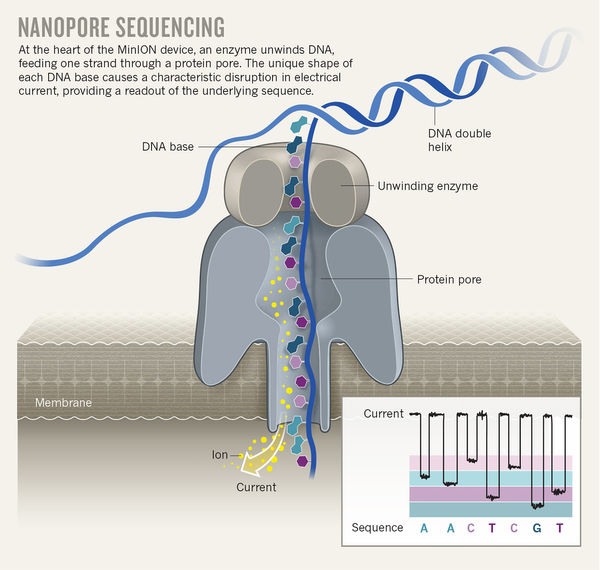 NANOPORE SEQUENCING
At the heart of the MinION device, an enzyme unwinds DNA,
feeding one strand through a protein pore. The unique shape of
each DNA base causes a characteristic disruption in electrical
current, providing a readout of the underlying sequence.
DNA double
helix
DNA base
Unwinding enzyme
Protein pore
Membrane
Ion
Current
Current
Sequence A A C T C G T